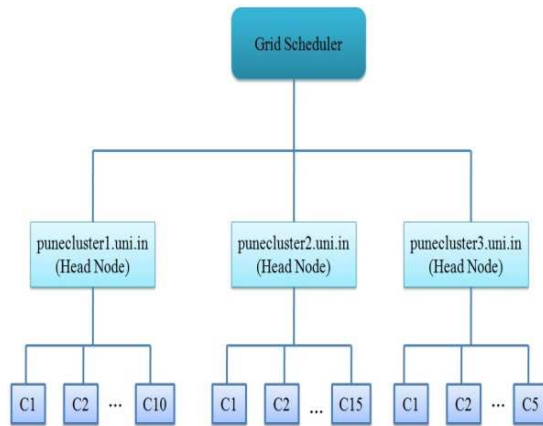 Grid Scheduler
punecluster1.uni.in
(Head Node)
punecluster2.uni.in
(Head Node)
punecluster3.uni.in
(Head Node)
C1 C2 ... C10
C1 C2 ... C15
C1 C2 ... C5